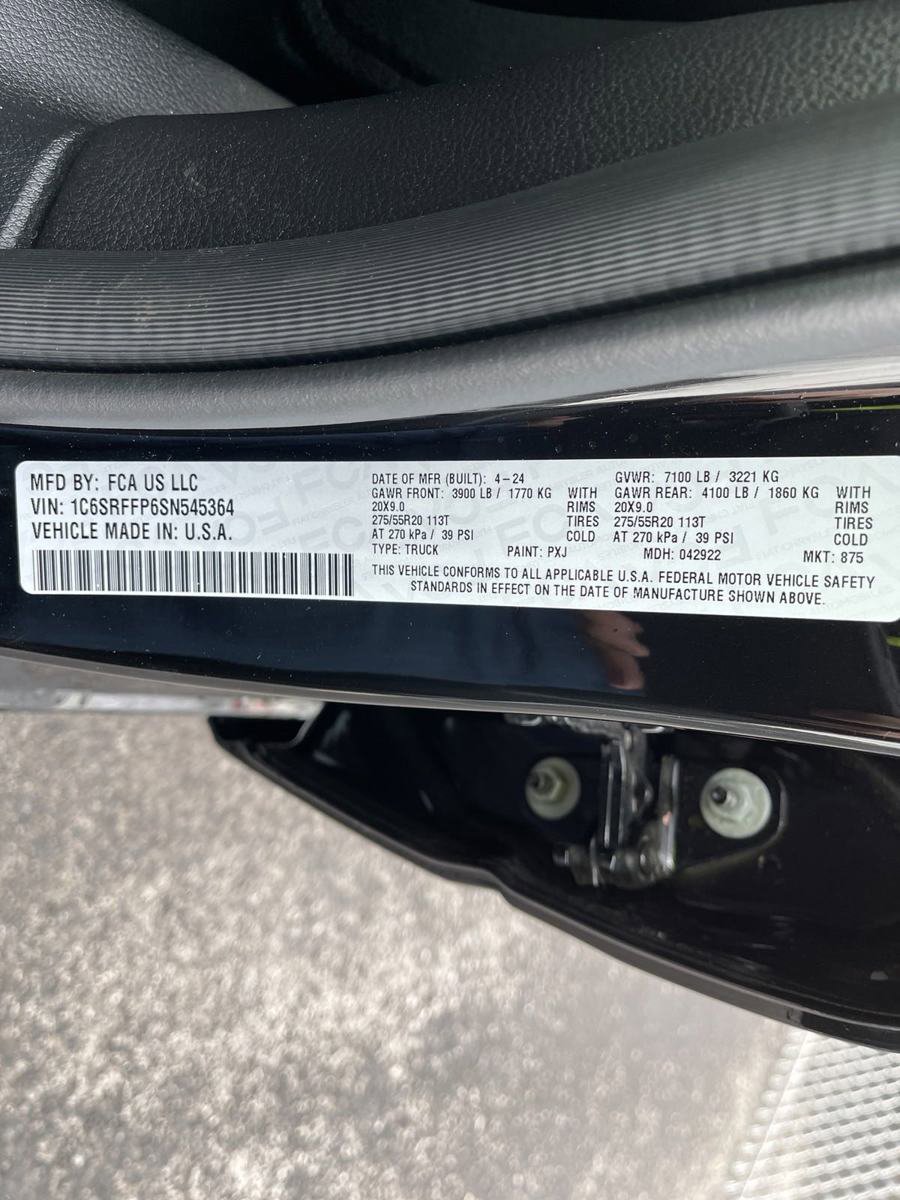 MFD BY: FCA US LLC
VIN: 1C6SRFFP6SN545364
VEHICLE MADE IN: U.S.A.
DATE OF MFR (BUILT): 4-24 GVWR: 7100 LB / 3221 KG
GAWR FRONT: 3900 LB / 1770 KG WITH GAWR REAR: 4100 LB / 1860 KG WITH
20X9.0 RIMS 20X9.0 RIMS
275/55R20 113T TIRES 275/55R20 113T TIRES
AT 270 kPa / 39 PSI COLD AT 270 kPa / 39 PSI COLD
TYPE: TRUCK PAINT: PXJ MDH: 042922 MKT: 875
THIS VEHICLE CONFORMS TO ALL APPLICABLE U.S.A. FEDERAL MOTOR VEHICLE SAFETY
STANDARDS IN EFFECT ON THE DATE OF MANUFACTURE SHOWN ABOVE.